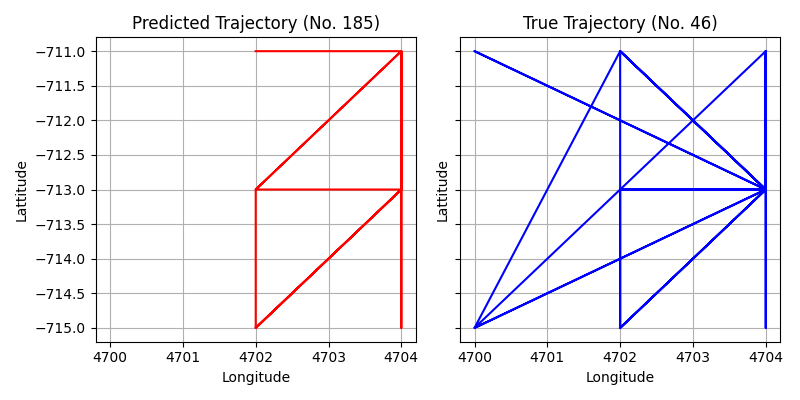 Predicted Trajectory (No. 185)
True Trajectory (No. 46)
−711.0
−711.5
−712.0
−712.5
−713.0
−713.5
−714.0
−714.5
−715.0
Lattitude
Lattitude
4700 4701 4702 4703 4704
4700 4701 4702 4703 4704
Longitude
Longitude